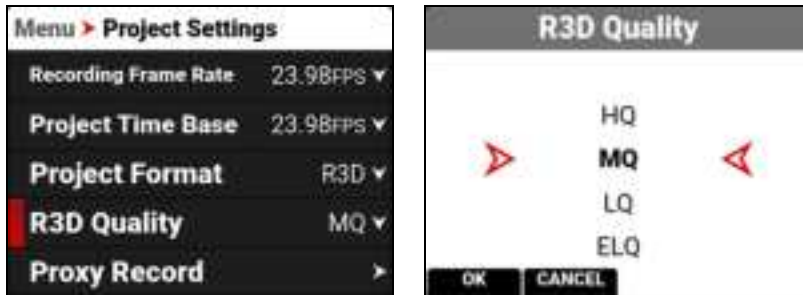 Menu ➤ Project Settings
Recording Frame Rate 23.98FPS
Project Time Base 23.98FPS
Project Format R3D
R3D Quality MQ
Proxy Record
R3D Quality
HQ
MQ
LQ
ELQ
OK CANCEL